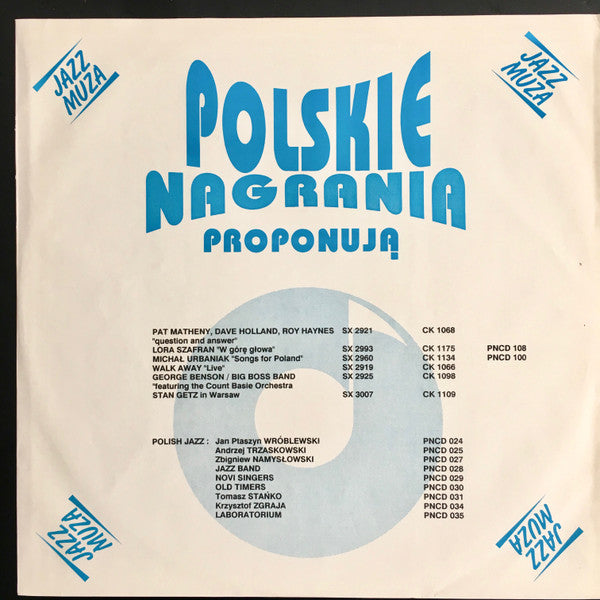 JAZZ
MUZA
JAZZ
MUZA
POLSKIE
NAGRANIA
PROPONUJĄ
PAT MATHENY, DAVE HOLLAND, ROY HAYNES SX 2921 CK 1068
"question and answer"
LORA SZAFRAN "W górę głowa" SX 2993 CK 1175 PNCD 108
MICHAŁ URBANIAK "Songs for Poland" SX 2960 CK 1134 PNCD 100
WALK AWAY "Live" SX 2919 CK 1066
GEORGE BENSON / BIG BOSS BAND SX 2925 CK 1098
"featuring the Count Basie Orchestra
STAN GETZ in Warsaw SX 3007 CK 1109
POLISH JAZZ : Jan Ptaszyn WRÓBLEWSKI PNCD 024
Andrzej TRZASKOWSKI PNCD 025
Zbigniew NAMYSŁOWSKI PNCD 027
JAZZ BAND PNCD 028
NOVI SINGERS PNCD 029
OLD TIMERS PNCD 030
Tomasz STAŃKO PNCD 031
Krzysztof ZGRAJA PNCD 034
LABORATORIUM PNCD 035
JAZZ
MUZA
JAZZ
MUZA